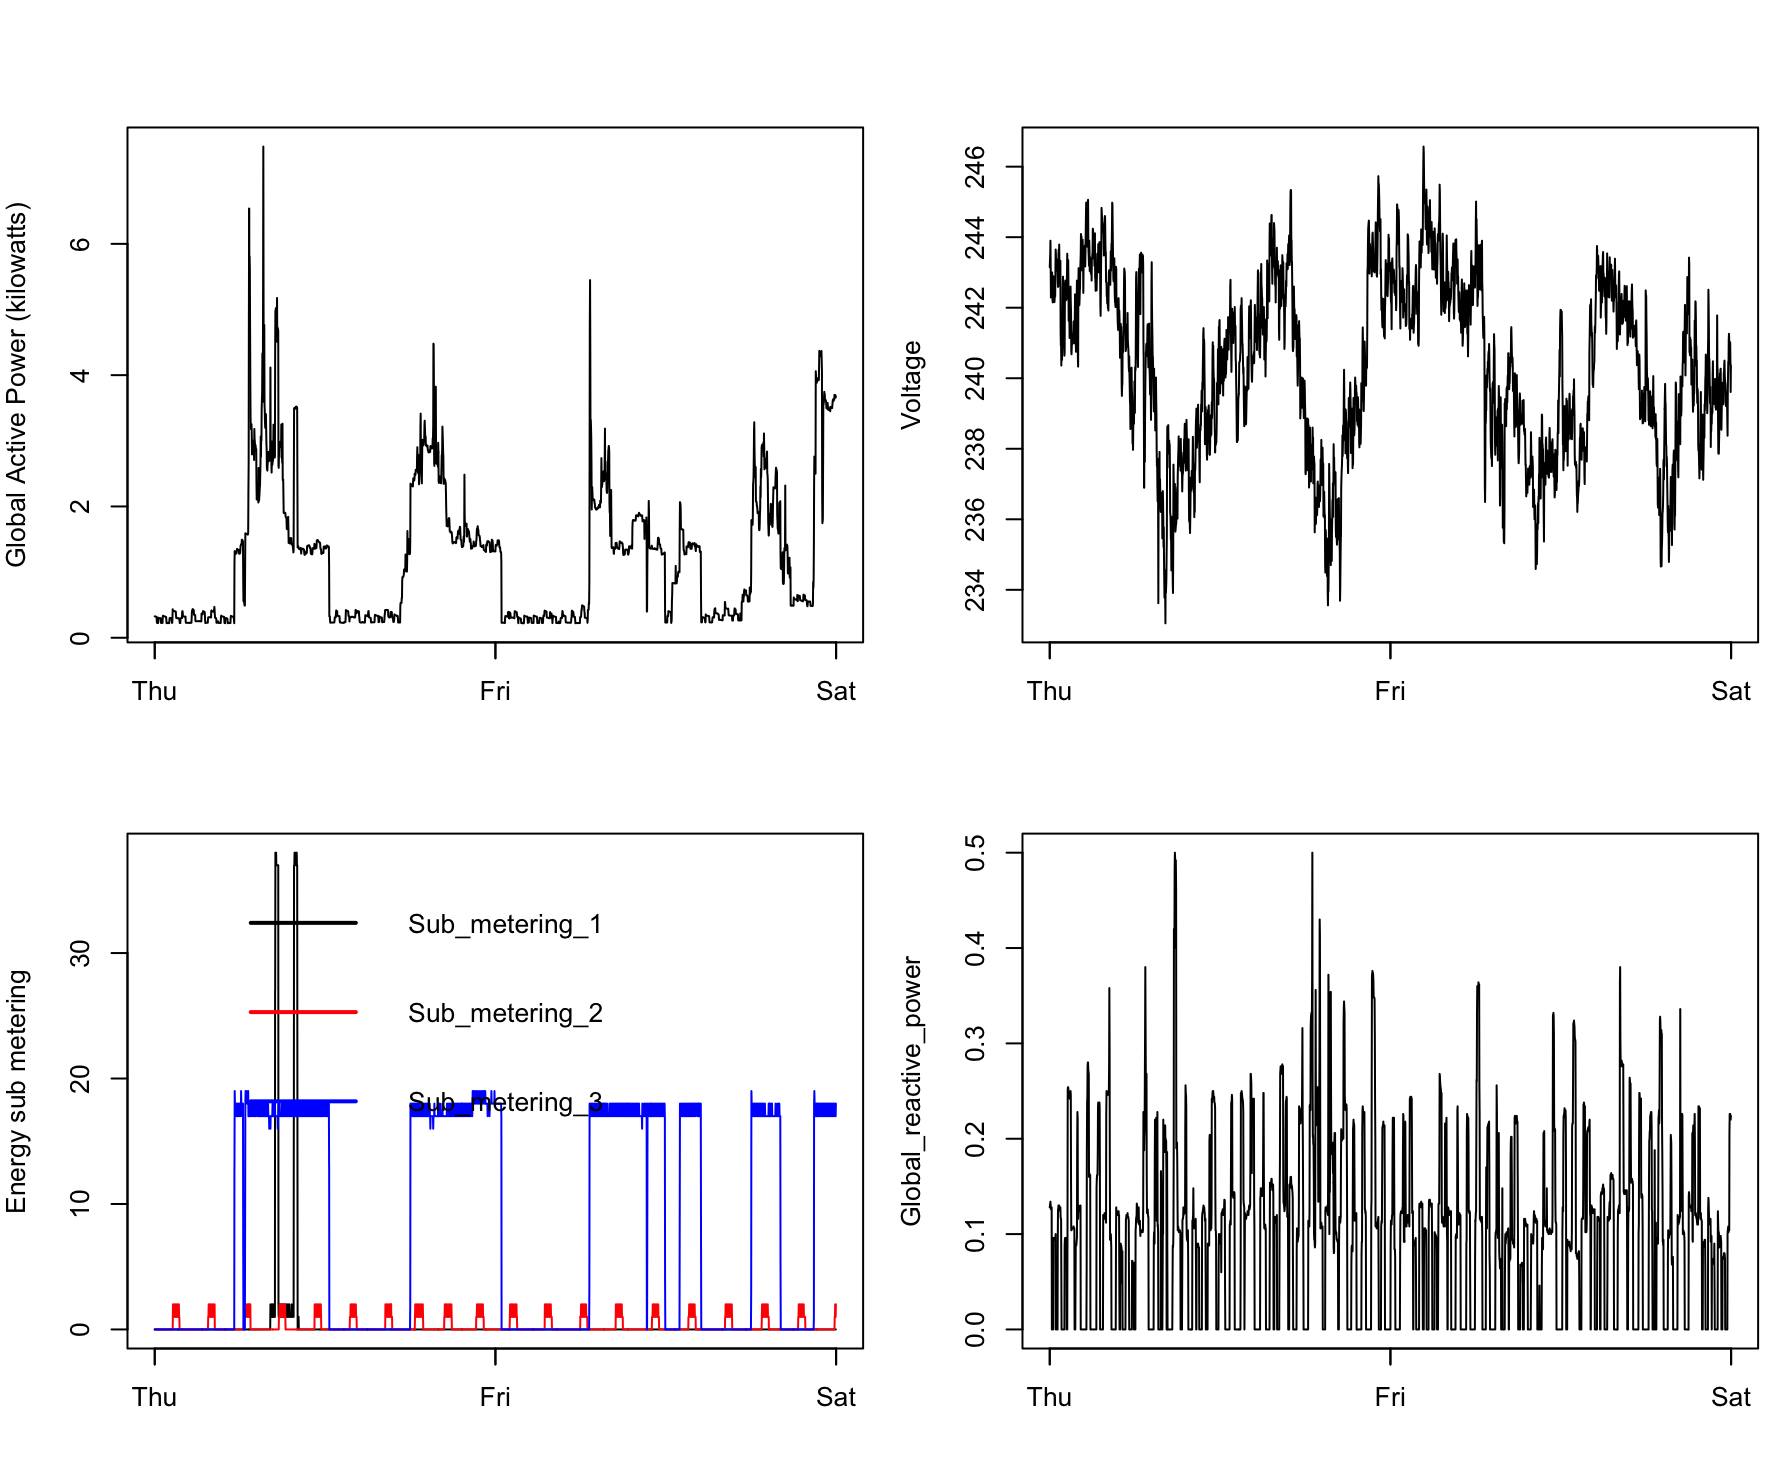 Global Active Power (kilowatts)
0
2
4
6
Thu
Fri
Sat
Voltage
234
236
238
240
242
244
246
Thu
Fri
Sat
Energy sub metering
0
10
20
30
Sub_metering_1
Sub_metering_2
Sub_metering_3
Thu
Fri
Sat
Global_reactive_power
0.0
0.1
0.2
0.3
0.4
0.5
Thu
Fri
Sat